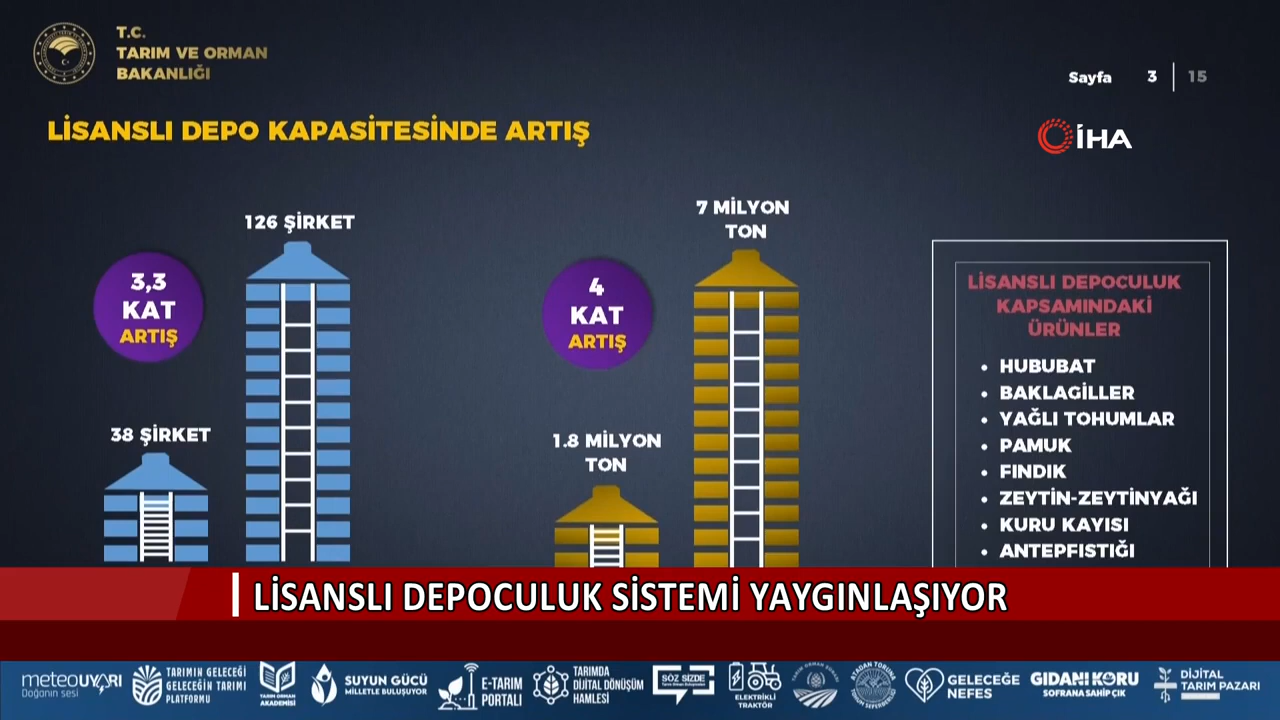 T.C.
TARIM VE ORMAN
BAKANLIĞI
Sayfa 3 15
LİSANSLI DEPO KAPASİTESİNDE ARTIŞ
İHA
126 ŞİRKET
3,3
KAT
ARTIŞ
38 ŞİRKET
7 MİLYON
TON
4
KAT
ARTIŞ
1.8 MİLYON
TON
LİSANSLI DEPOCULUK
KAPSAMINDAKİ
ÜRÜNLER
• HUBUBAT
• BAKLAGİLLER
• YAĞLI TOHUMLAR
• PAMUK
• FINDIK
• ZEYTİN-ZEYTİNYAĞI
• KURU KAYISI
• ANTEPFISTIĞI
LİSANSLI DEPOCULUK SİSTEMİ YAYGINLAŞIYOR
meteoUYARI
Doğanın sesi
TARIMIN GELECEĞİ
GELECEĞİN TARIMI
PLATFORMU
TARIM ORMAN
AKADEMİSİ
SUYUN GÜCÜ
MİLLETLE BULUŞUYOR
E-TARIM
PORTALI
TARIMDA
DİJİTAL DÖNÜŞÜM
HAMLESİ
SÖZ SİZDE
ELEKTRİKLİ
TRAKTÖR
GELECEĞE
NEFES
GIDANI KORU
SOFRANA SAHİP ÇIK
DİJİTAL
TARIM PAZARI